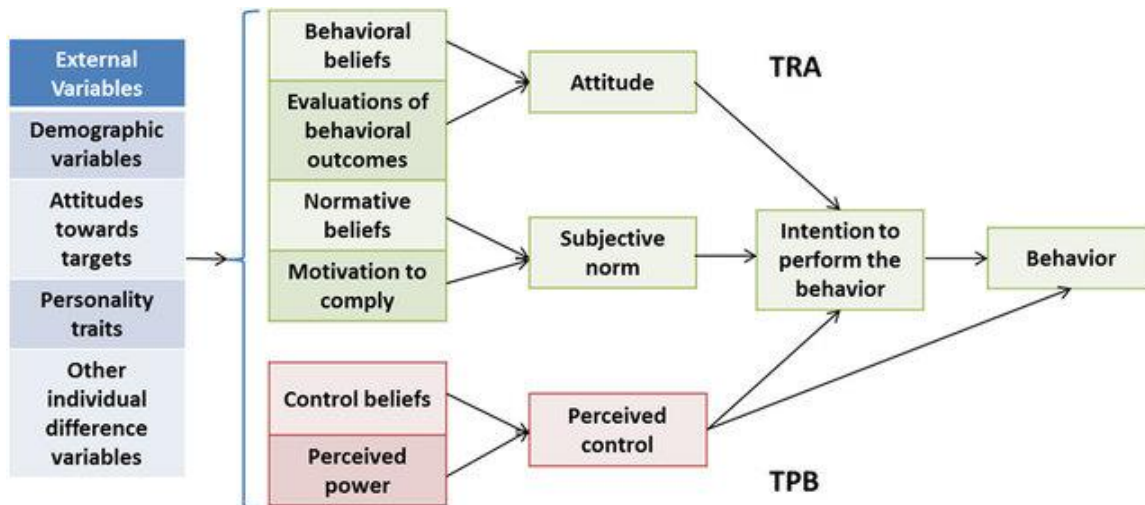 External
Variables
Demographic
variables
Attitudes
towards
targets
Personality
traits
Other
individual
difference
variables
Behavioral
beliefs
Evaluations of
behavioral
outcomes
Normative
beliefs
Motivation to
comply
Control beliefs
Perceived
power
Attitude
Subjective
norm
Perceived
control
TRA
Intention to
perform the
behavior
Behavior
TPB